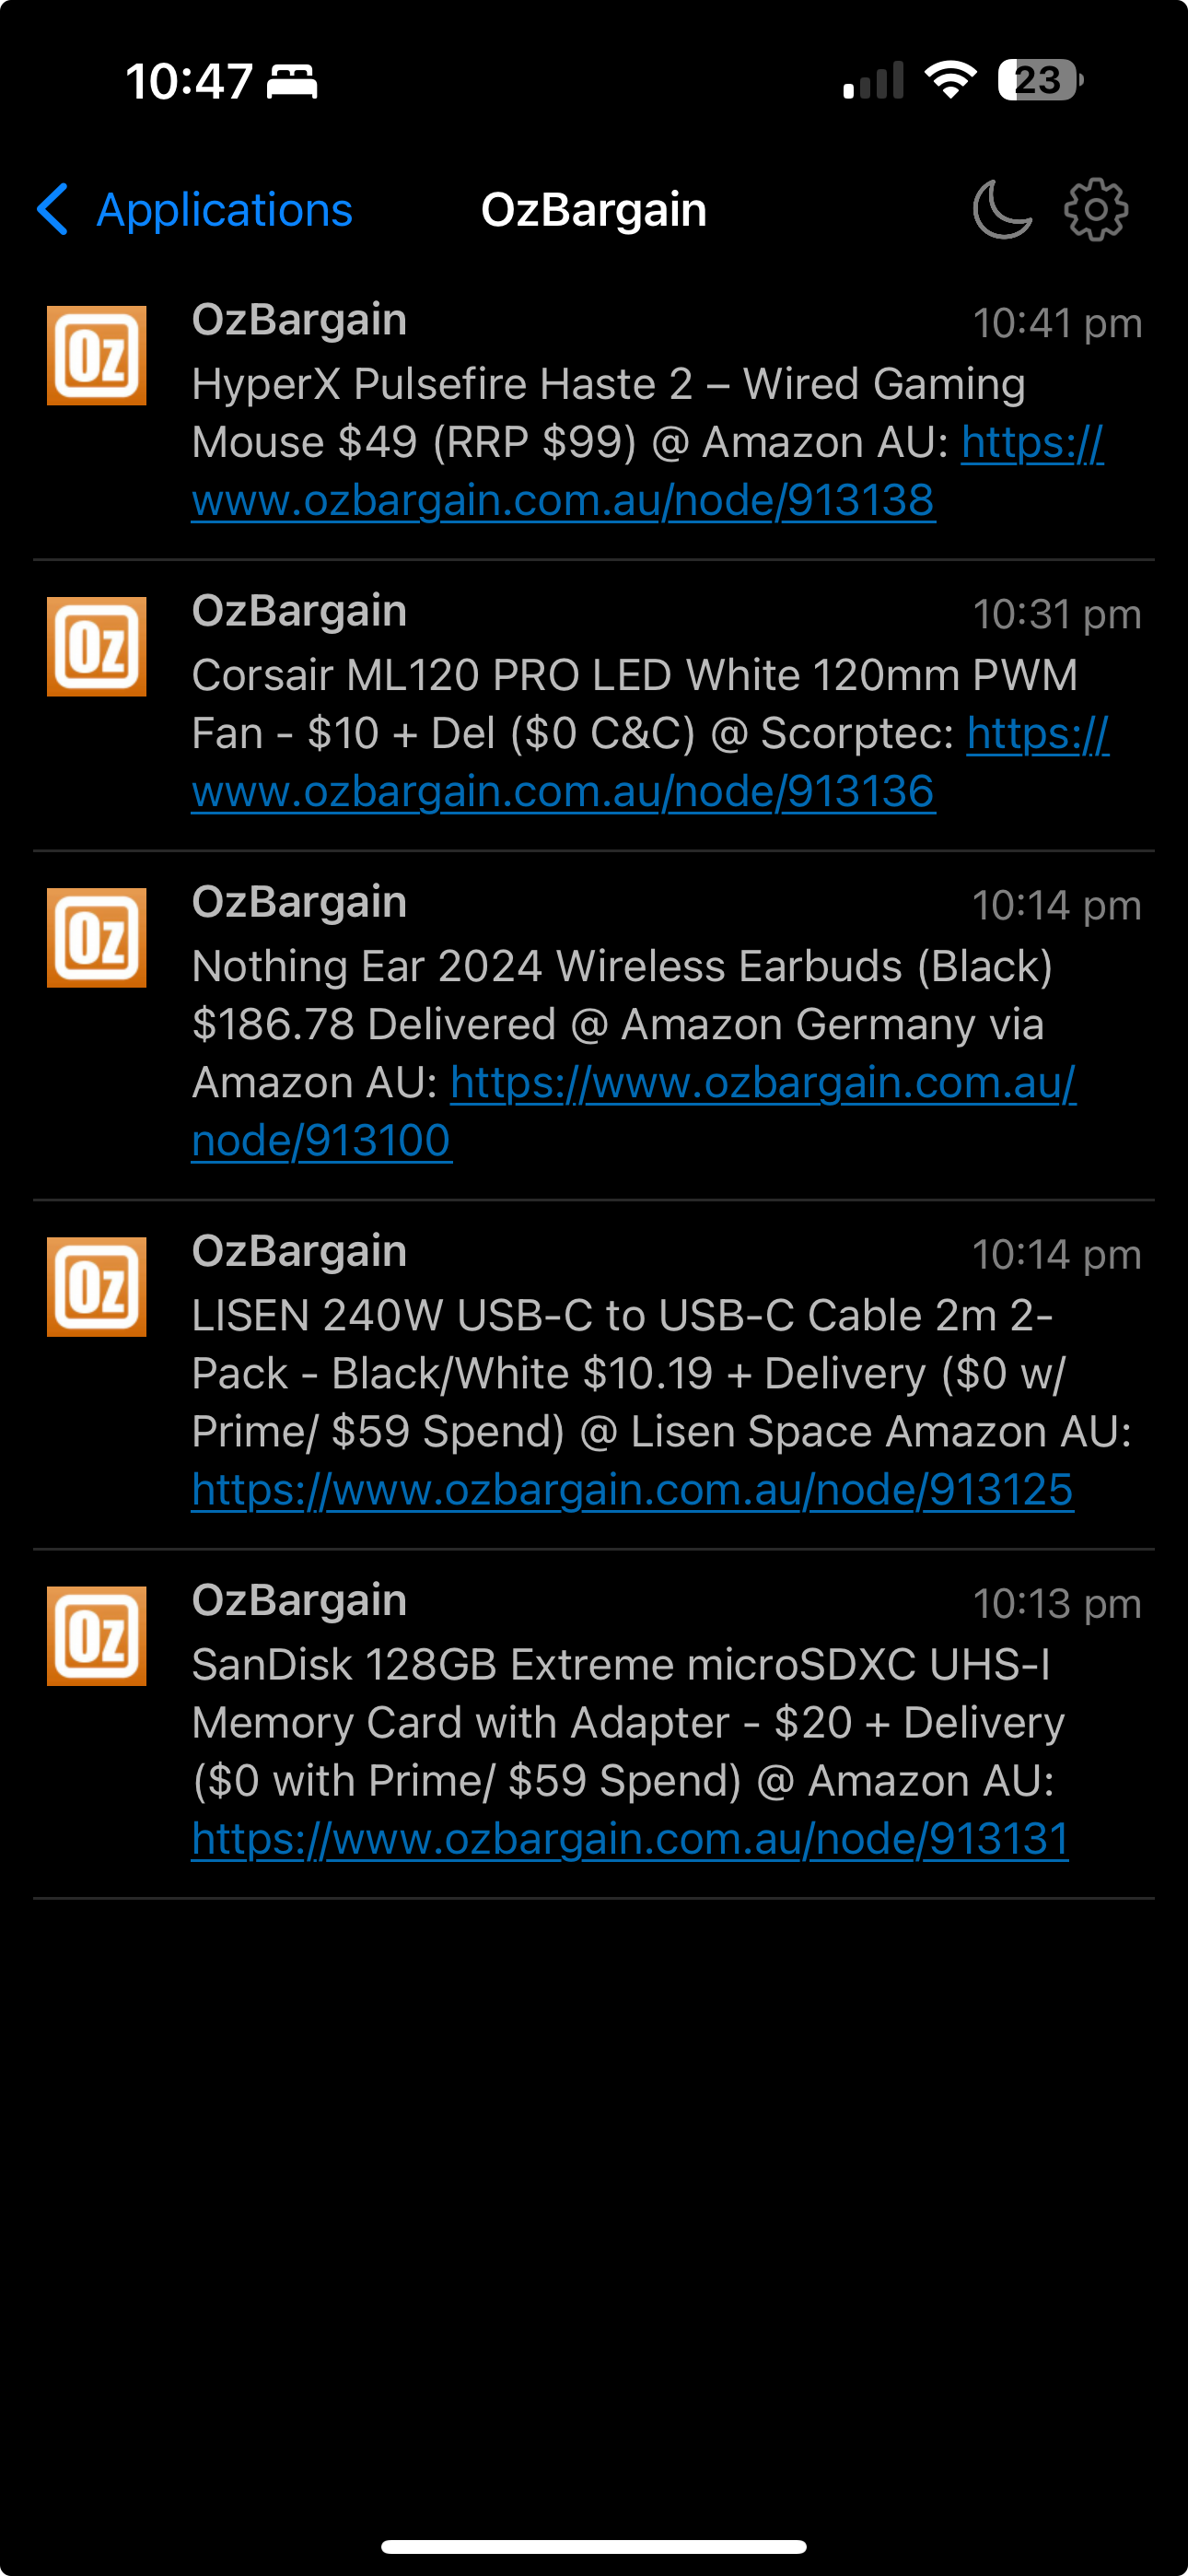 10:47
23
Applications
OzBargain
Oz
OzBargain
10:41 pm
HyperX Pulsefire Haste 2 – Wired Gaming
Mouse $49 (RRP $99) @ Amazon AU: https://
www.ozbargain.com.au/node/913138
Oz
OzBargain
10:31 pm
Corsair ML120 PRO LED White 120mm PWM
Fan - $10 + Del ($0 C&C) @ Scorptec: https://
www.ozbargain.com.au/node/913136
Oz
OzBargain
10:14 pm
Nothing Ear 2024 Wireless Earbuds (Black)
$186.78 Delivered @ Amazon Germany via
Amazon AU: https://www.ozbargain.com.au/
node/913100
Oz
OzBargain
10:14 pm
LISEN 240W USB-C to USB-C Cable 2m 2-
Pack - Black/White $10.19 + Delivery ($0 w/
Prime/ $59 Spend) @ Lisen Space Amazon AU:
https://www.ozbargain.com.au/node/913125
Oz
OzBargain
10:13 pm
SanDisk 128GB Extreme microSDXC UHS-I
Memory Card with Adapter - $20 + Delivery
($0 with Prime/ $59 Spend) @ Amazon AU:
https://www.ozbargain.com.au/node/913131